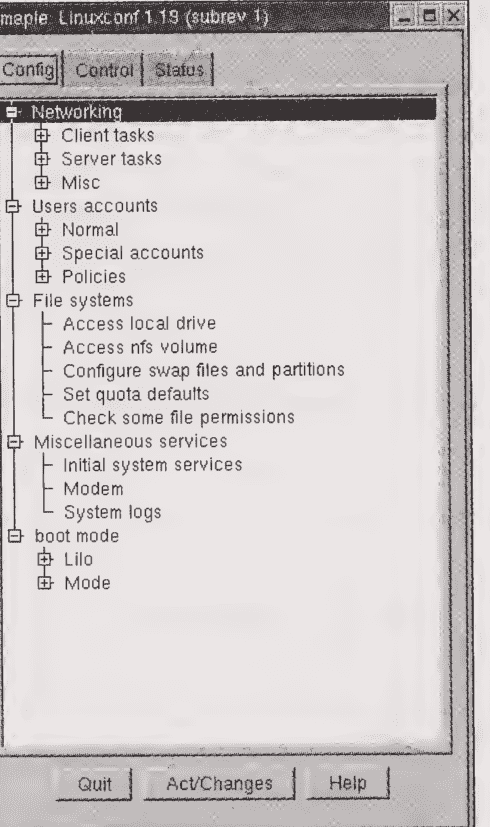 maple: Linuxconf 1.19 (subrev 1)
Config Control Status
Networking
Client tasks
Server tasks
Misc
Users accounts
Normal
Special accounts
Policies
File systems
Access local drive
Access nfs volume
Configure swap files and partitions
Set quota defaults
Check some file permissions
Miscellaneous services
Initial system services
Modem
System logs
boot mode
Lilo
Mode
Quit Act/Changes Help